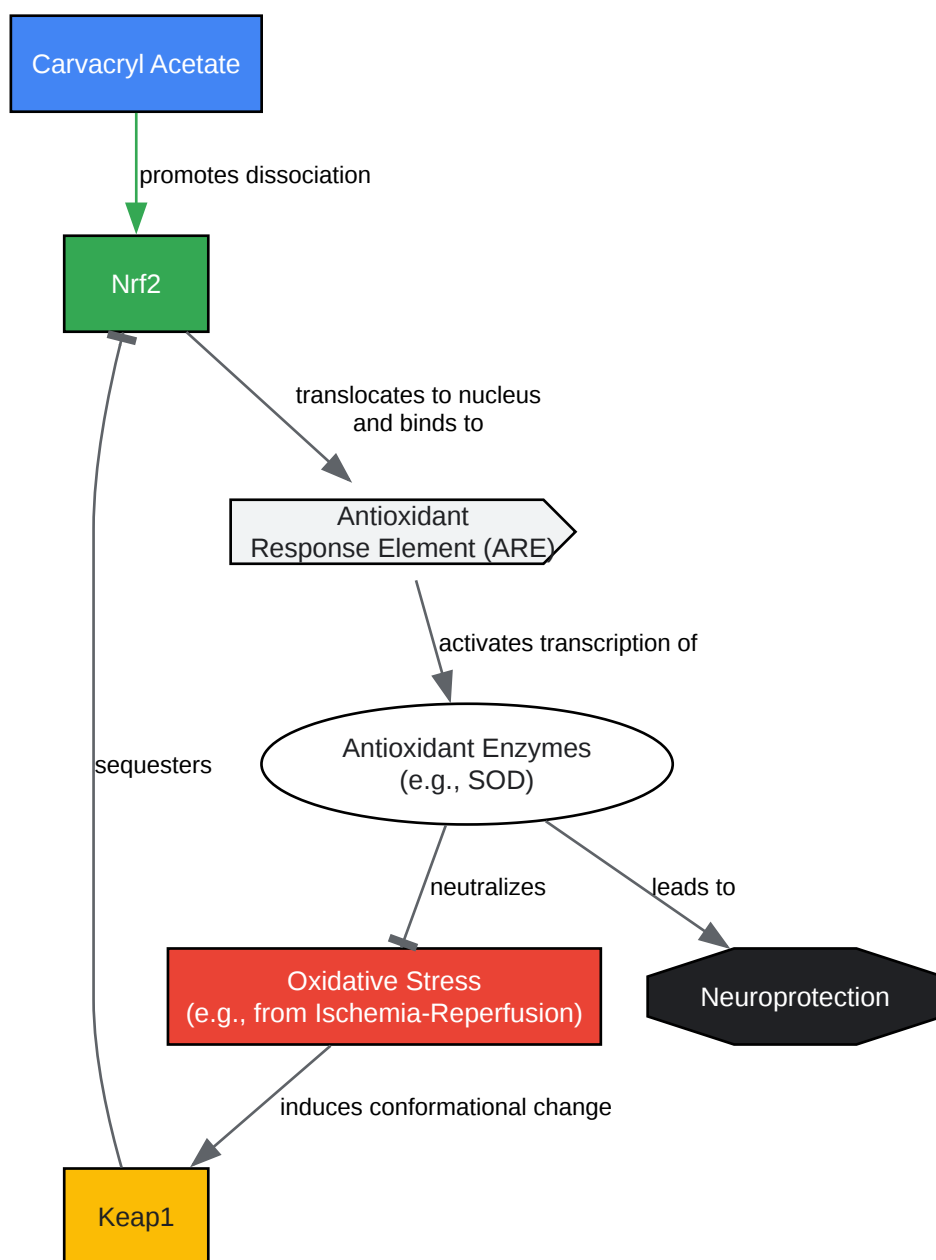 Carvacryl Acetate
promotes dissociation
Nrf2
translocates to nucleus
and binds to
Antioxidant
Response Element (ARE)
activates transcription of
Antioxidant Enzymes
(e.g., SOD)
sequesters
neutralizes
leads to
Oxidative Stress
(e.g., from Ischemia-Reperfusion)
Neuroprotection
induces conformational change
Keap1